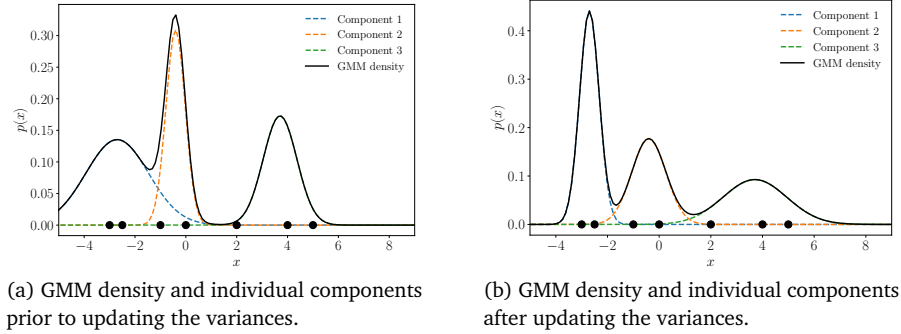 Component 1
Component 2
Component 3
GMM density
0.30
0.25
0.20
0.15
0.10
0.05
0.00
p(x)
−4 −2 0 2 4 6 8
x
(a) GMM density and individual components
prior to updating the variances.
Component 1
Component 2
Component 3
GMM density
0.4
0.3
0.2
0.1
0.0
p(x)
−4 −2 0 2 4 6 8
x
(b) GMM density and individual components
after updating the variances.